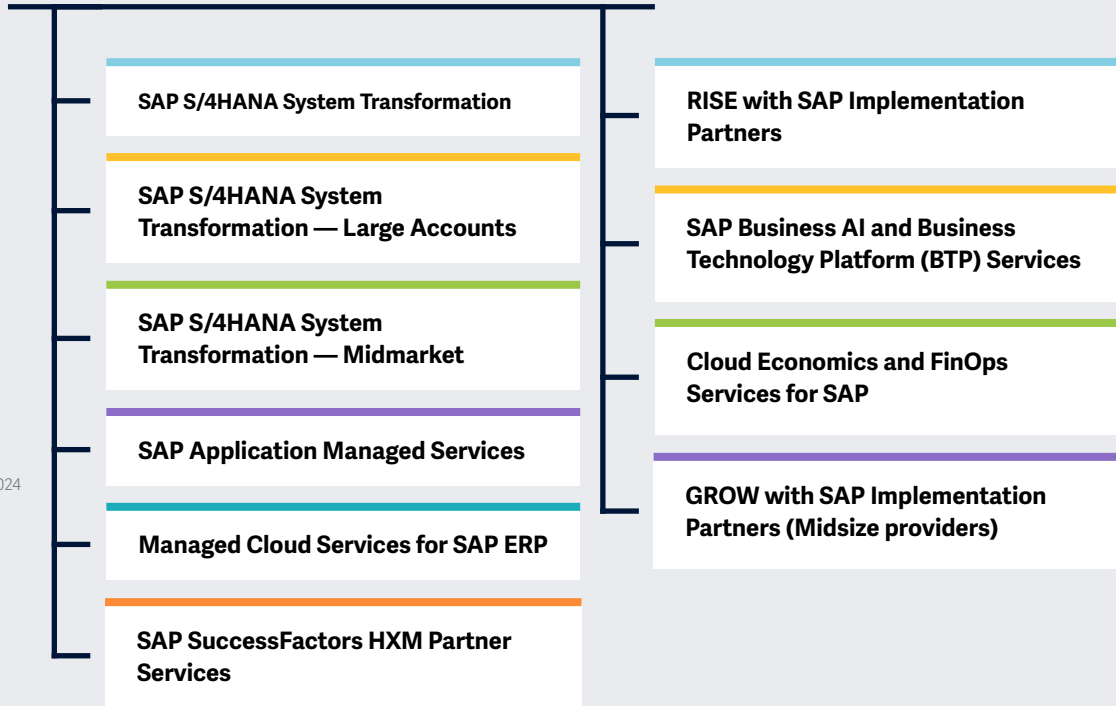 SAP S/4HANA System Transformation
SAP S/4HANA System
Transformation — Large Accounts
SAP S/4HANA System
Transformation — Midmarket
SAP Application Managed Services
Managed Cloud Services for SAP ERP
SAP SuccessFactors HXM Partner
Services
RISE with SAP Implementation
Partners
SAP Business AI and Business
Technology Platform (BTP) Services
Cloud Economics and FinOps
Services for SAP
GROW with SAP Implementation
Partners (Midsize providers)